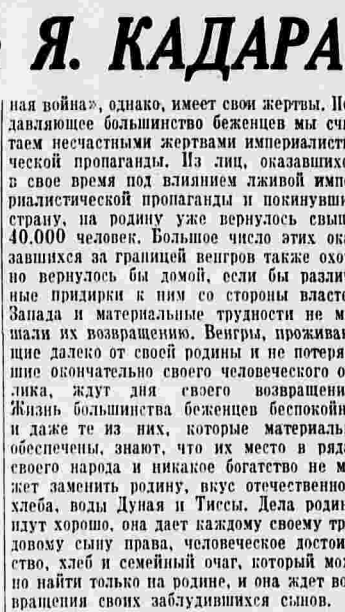 Я. КАДАРА
ная война», однако, имеет свои жертвы. По
давляющее большинство беженцев мы счи
таем несчастными жертвами империалисти
ческой пропаганды. Из лиц, оказавшихс
в свое время под влиянием лживой импе
риалистической пропаганды и покинувши
страну, на родину уже вернулось свыш
40.000 человек. Большое число этих ока
завшихся за границей венгров также охот
но вернулось бы домой, если бы различ
ные придирки к ним со стороны власте
Запада и материальные трудности не м
шали их возвращению. Венгры, прожива
щие далеко от своей родины и не потеря
шие окончательно своего человеческого о
лика, ждут дня своего возвращени
Жизнь большинства беженцев беспокойн
и даже те из них, которые материаль
обеспечены, знают, что их место в ряда
своего народа и никакое богатство не м
жет заменить родину, вкус отечественно
хлеба, воды Дуная и Тиссы. Дела родин
идут хорошо, она дает каждому своему тр
довому сыну права, человеческое достои
ство, хлеб и семейный очаг, который мож
но найти только на родине, и она ждет во
вращения своих заблудившихся сынов.